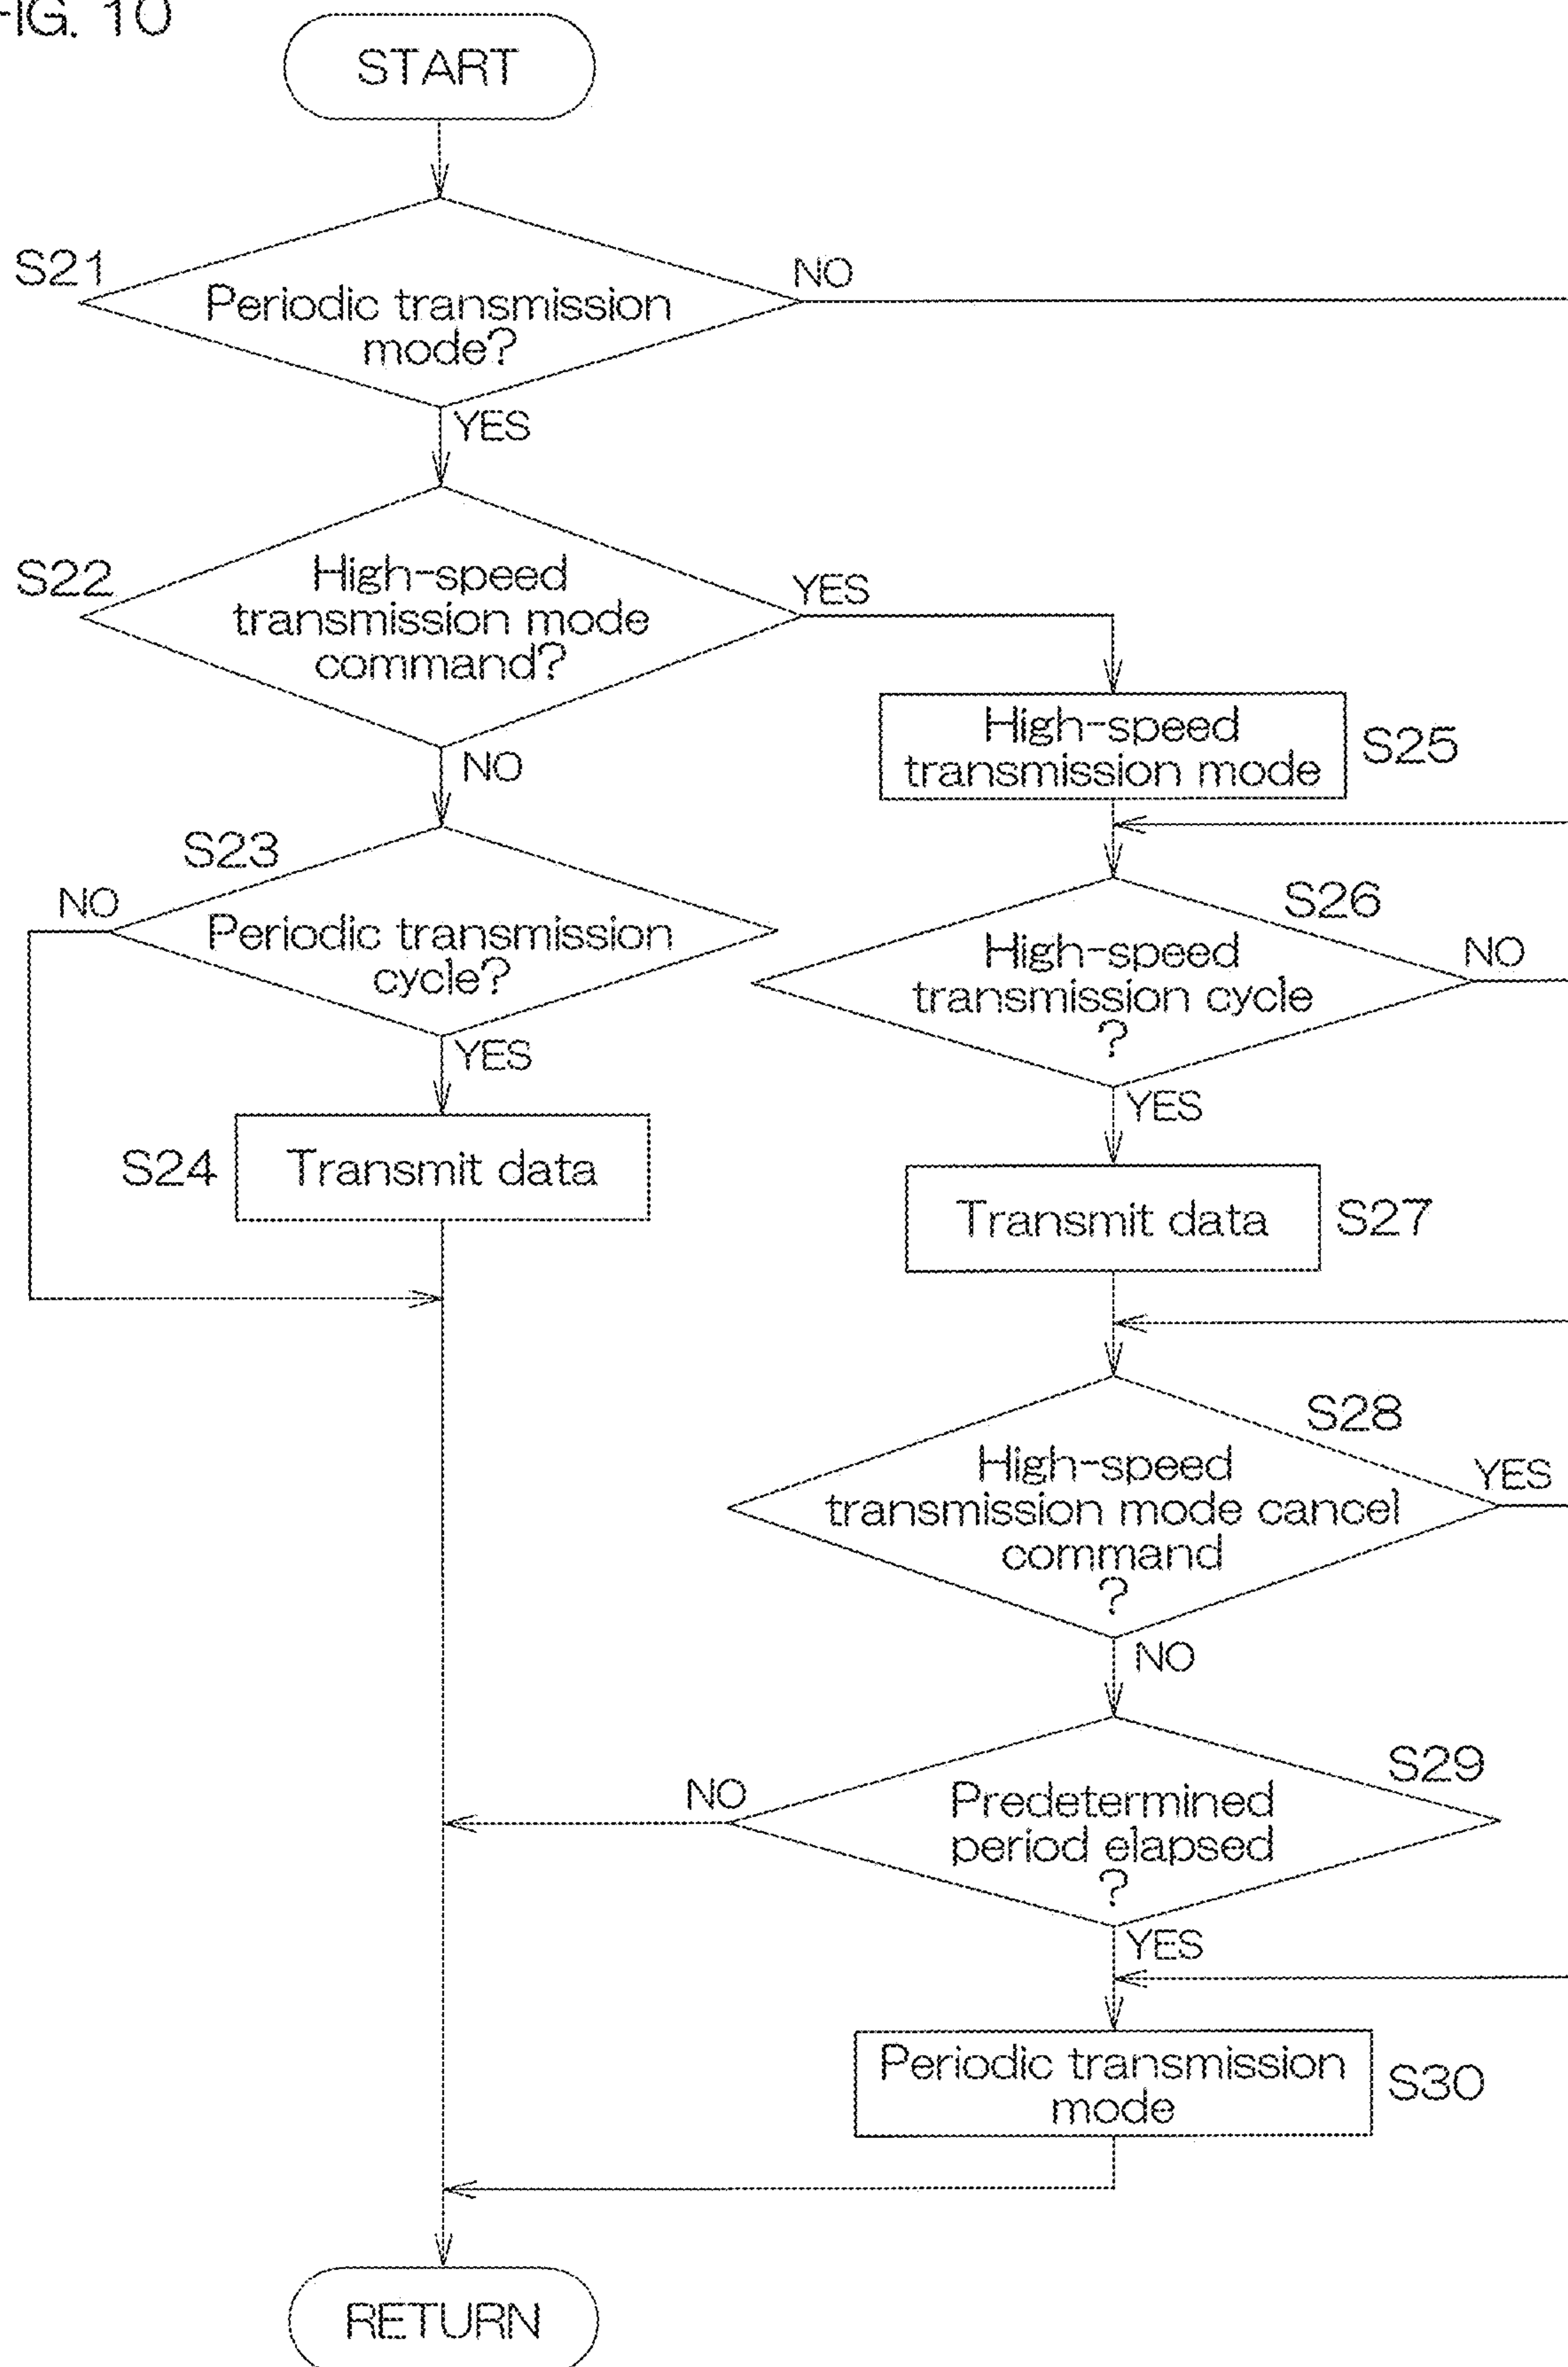 FIG. 10
START
S21
Periodic transmission
mode?
NO
YES
S22
High-speed
transmission mode
command?
YES
NO
High-speed
transmission mode
S25
S23
NO
Periodic transmission
cycle?
YES
S26
High-speed
transmission cycle
?
NO
YES
S24
Transmit data
Transmit data
S27
S28
High-speed
transmission mode cancel
command
?
YES
NO
S29
Predetermined
period elapsed
?
NO
YES
Periodic transmission
mode
S30
RETURN